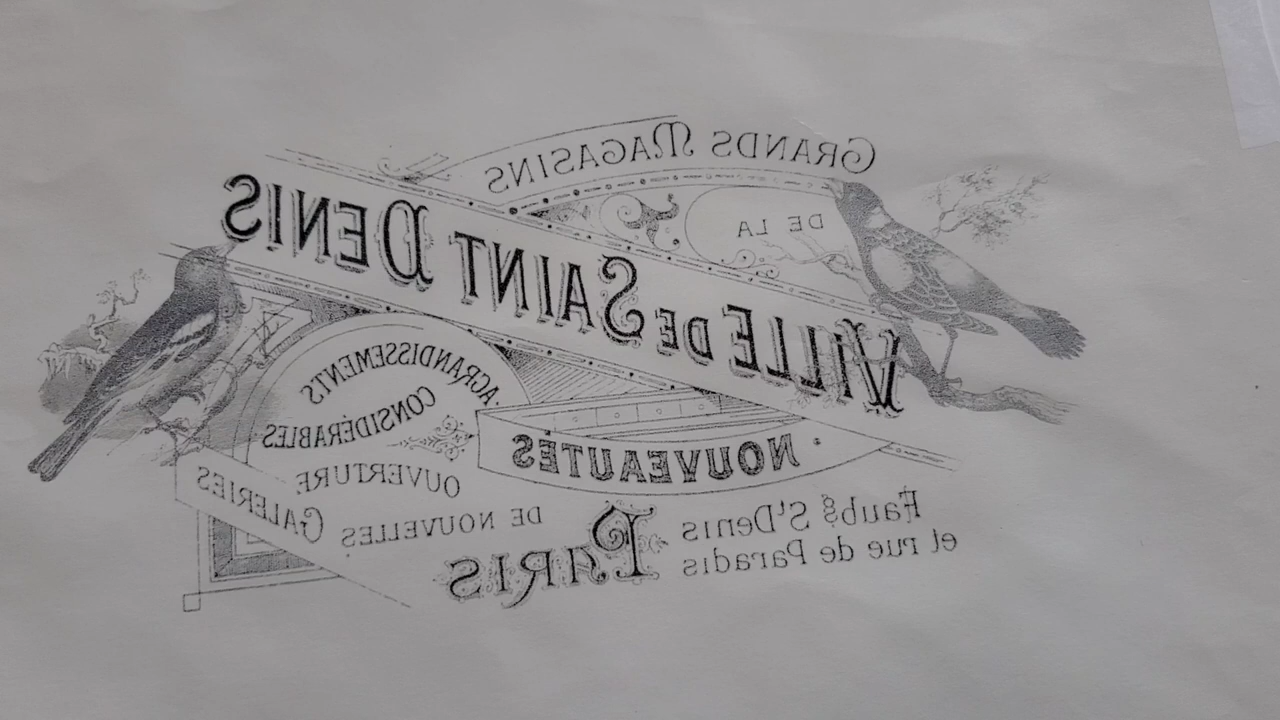 GRANDS MAGASINS
DE LA
VILLE DE SAINT DENIS
AGRANDISSEMENTS
CONSIDÉRABLES
NOUVEAUTÉS
OUVERTURE
DE NOUVELLES
GALERIES
PARIS
Faubg St Denis
et rue de Paradis